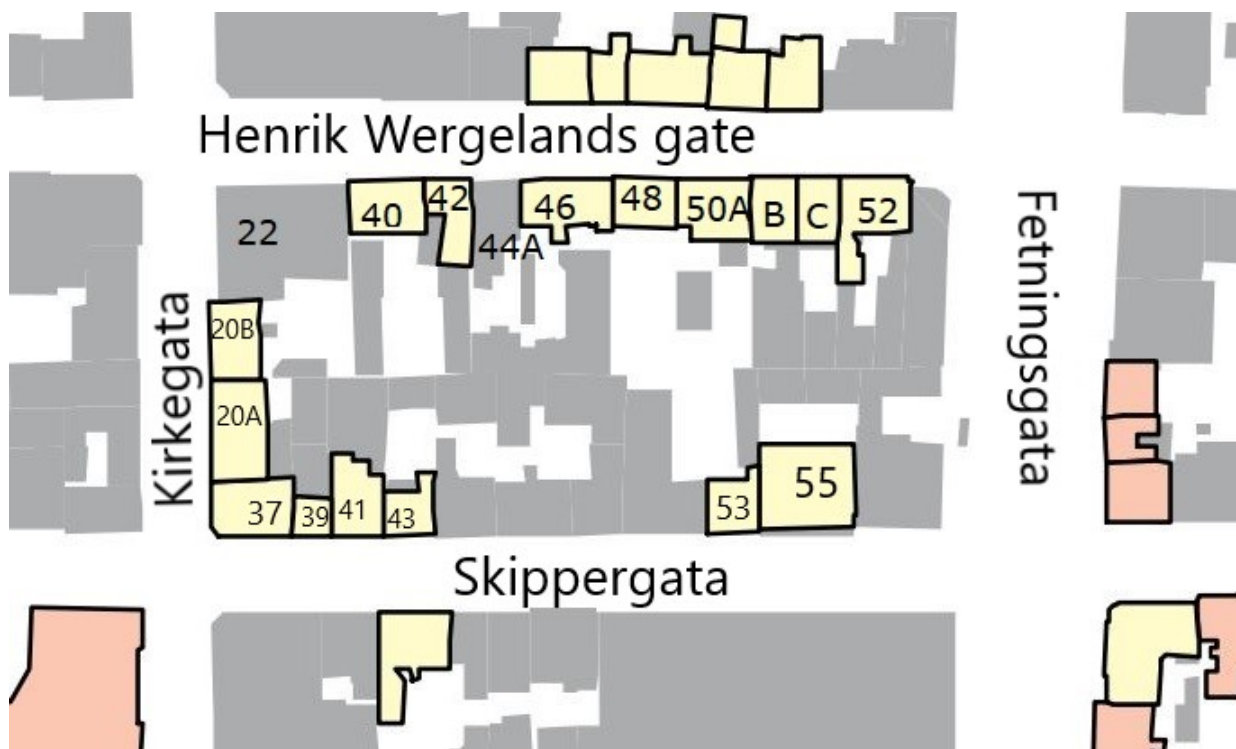 Henrik Wergelands gate
40
42
46
48
50A
B
C
52
22
44A
20B
20A
Kirkegata
Fetningsgata
37
39
41
43
53
55
Skippergata